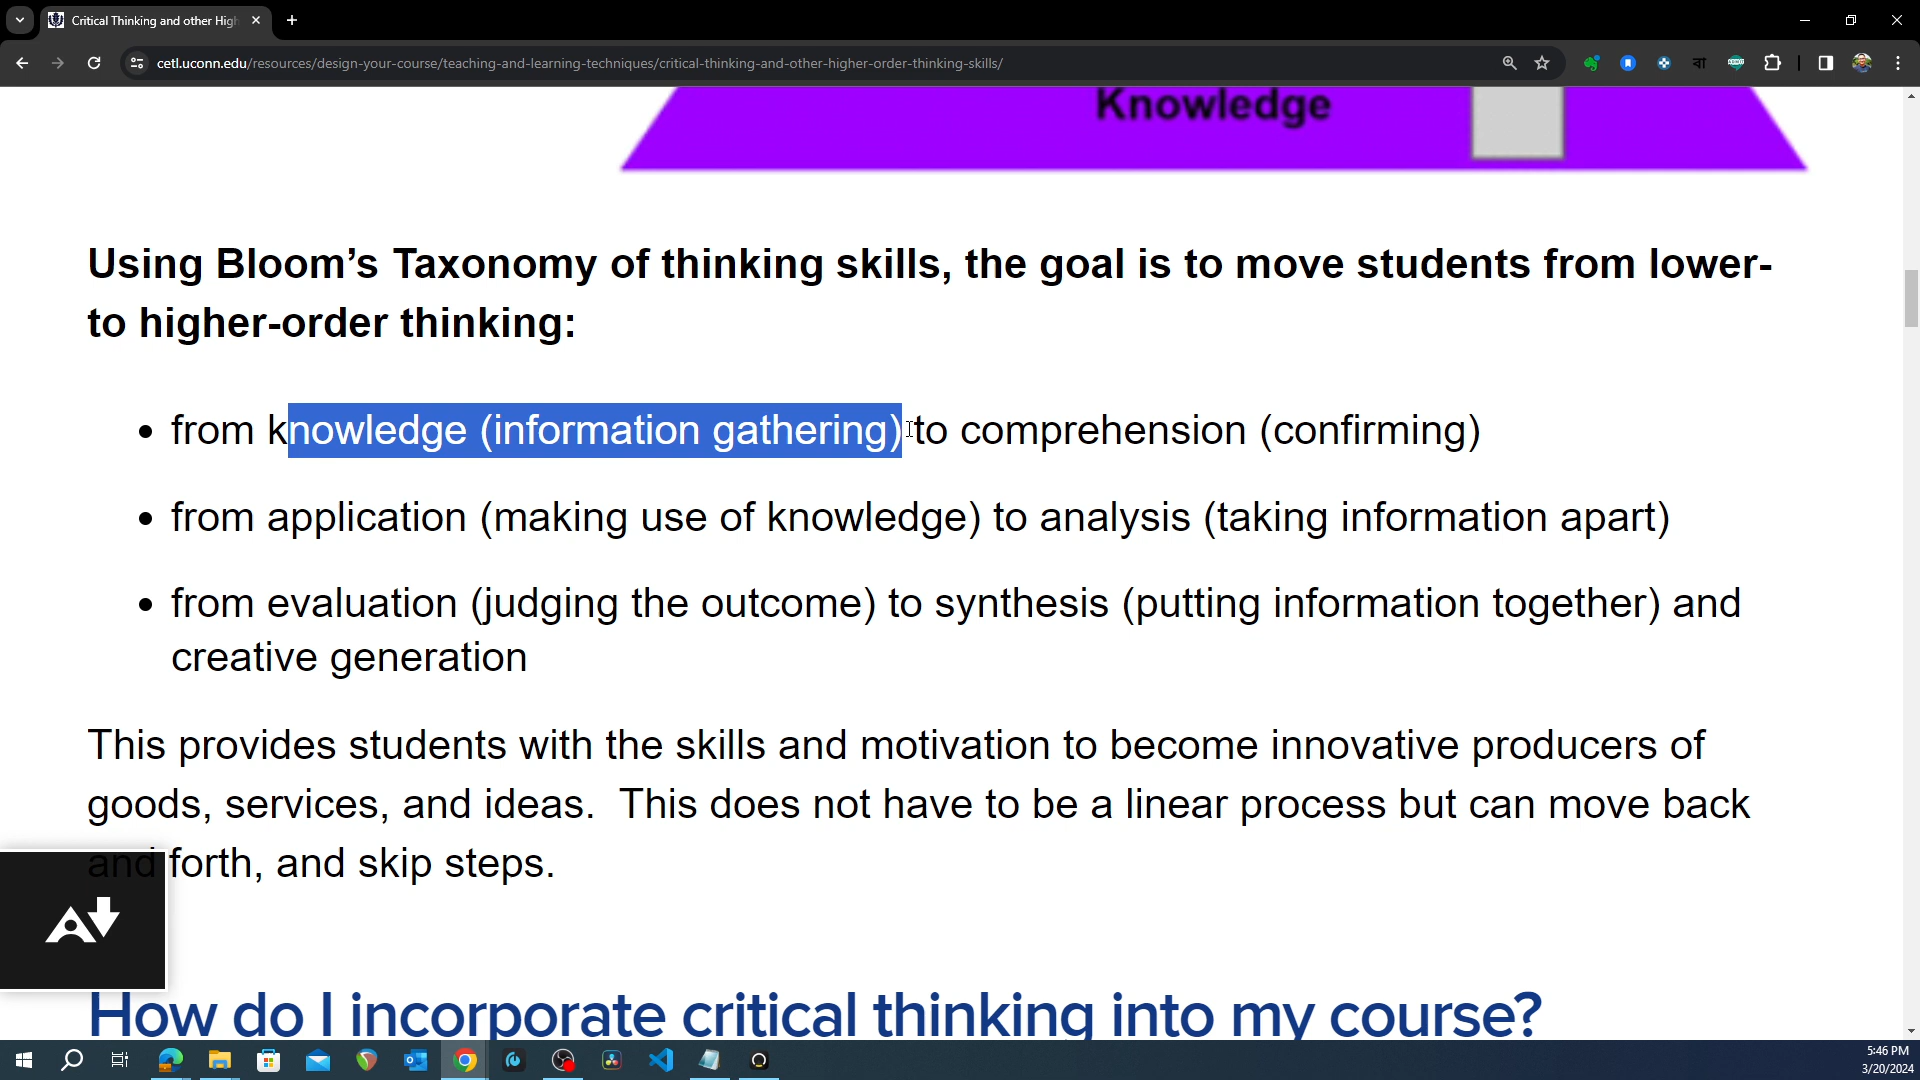 Critical Thinking and other High
cetl.uconn.edu/resources/design-your-course/teaching-and-learning-techniques/critical-thinking-and-other-higher-order-thinking-skills/
Knowledge
Using Bloom’s Taxonomy of thinking skills, the goal is to move students from lower-
to higher-order thinking:
• from knowledge (information gathering) to comprehension (confirming)
• from application (making use of knowledge) to analysis (taking information apart)
• from evaluation (judging the outcome) to synthesis (putting information together) and
creative generation
This provides students with the skills and motivation to become innovative producers of
goods, services, and ideas.  This does not have to be a linear process but can move back
and forth, and skip steps.
How do I incorporate critical thinking into my course?
5:46 PM
3/20/2024